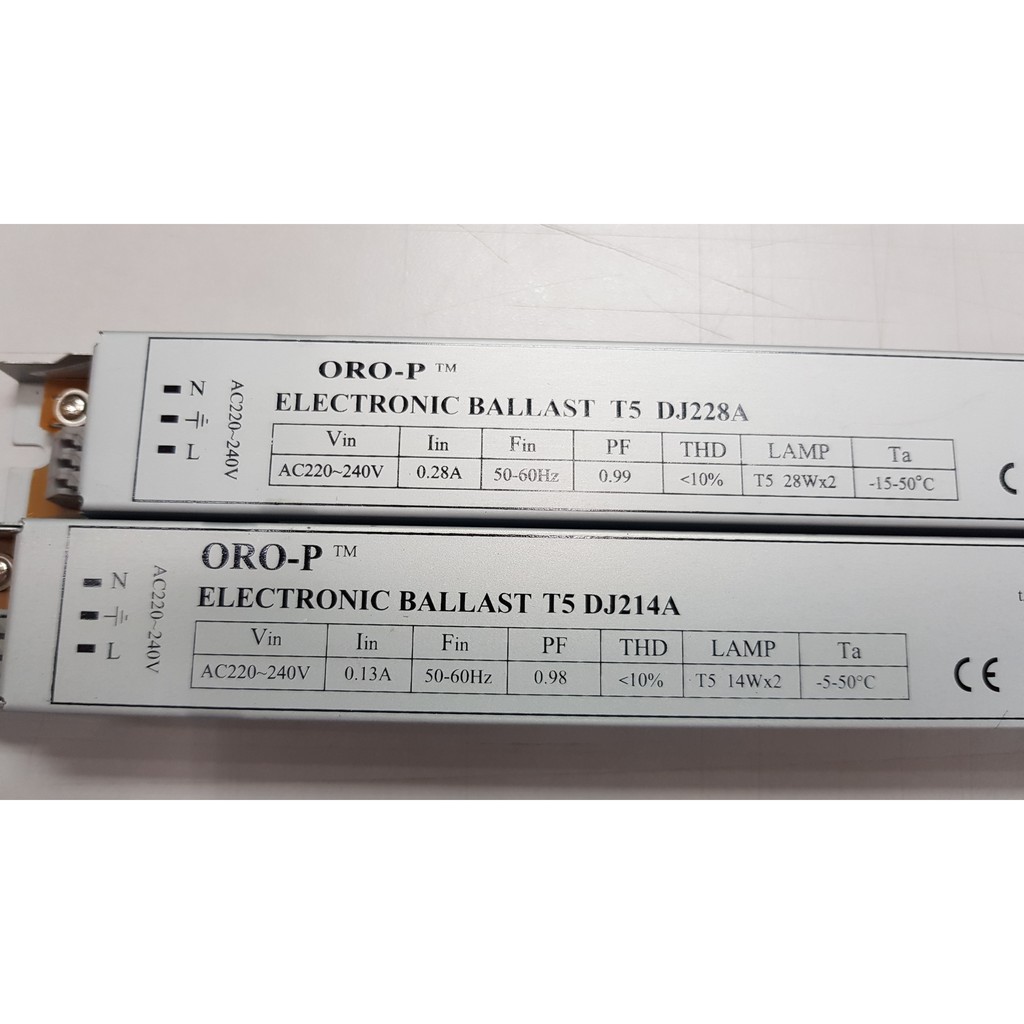 ORO-P ™
ELECTRONIC BALLAST T5 DJ228A
N
L
AC220~240V
Vin Iin Fin PF THD LAMP Ta
AC220~240V 0.28A 50-60Hz 0.99 <10% T5 28Wx2 -15-50°C
ORO-P ™
ELECTRONIC BALLAST T5 DJ214A
N
L
AC220~240V
Vin Iin Fin PF THD LAMP Ta
AC220~240V 0.13A 50-60Hz 0.98 <10% T5 14Wx2 -5-50°C
CE